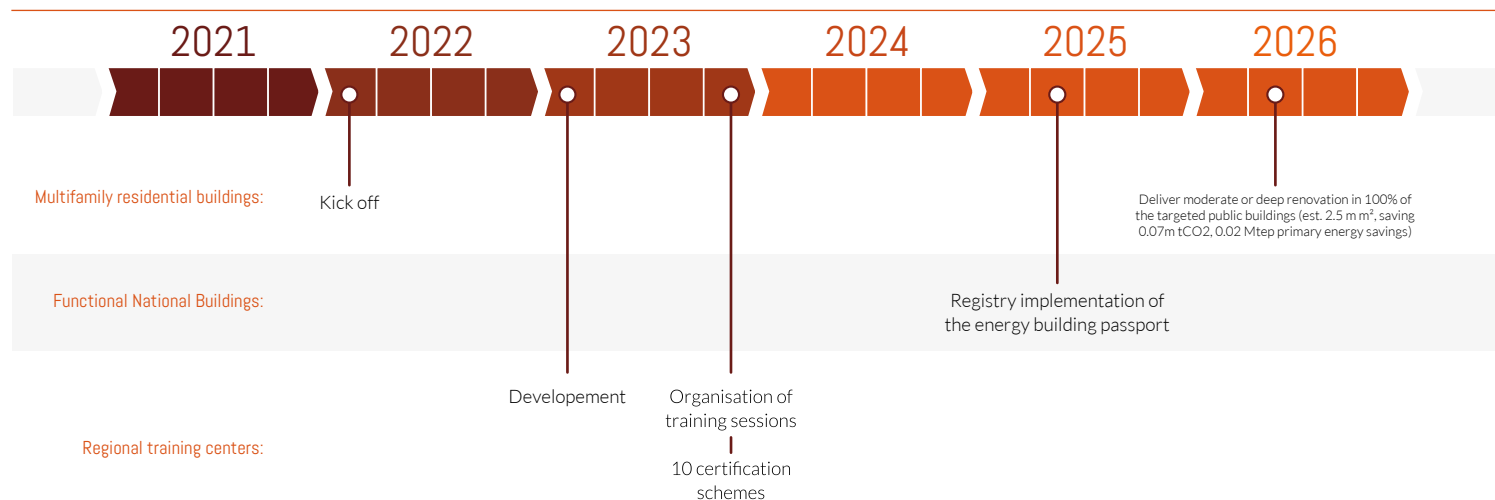 2021 2022 2023 2024 2025 2026
Multifamily residential buildings:
Kick off
Deliver moderate or deep renovation in 100% of
the targeted public buildings (est. 2.5 m m², saving
0.07m tCO2, 0.02 Mtep primary energy savings)
Functional National Buildings:
Registry implementation of
the energy building passport
Developement
Organisation of
training sessions
Regional training centers:
10 certification
schemes